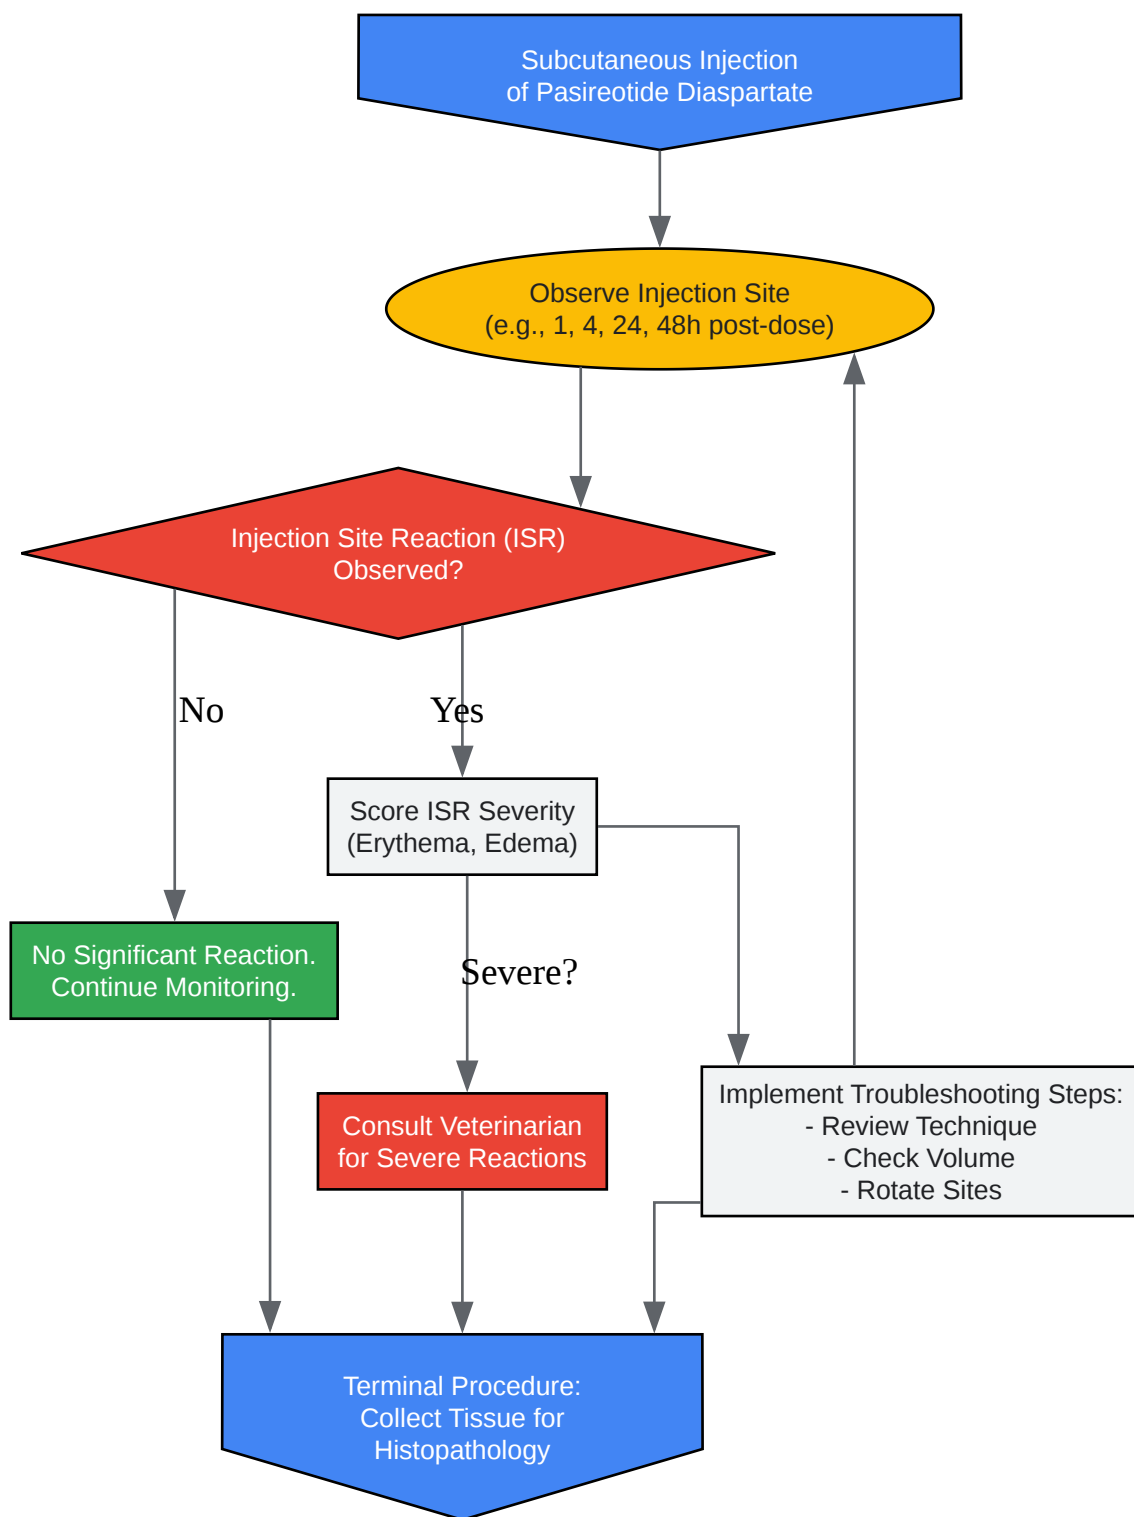 Subcutaneous Injection
of Pasireotide Diaspartate
Observe Injection Site
(e.g., 1, 4, 24, 48h post-dose)
Injection Site Reaction (ISR)
Observed?
No
Yes
Score ISR Severity
(Erythema, Edema)
No Significant Reaction.
Continue Monitoring.
Severe?
Consult Veterinarian
for Severe Reactions
Implement Troubleshooting Steps:
- Review Technique
- Check Volume
- Rotate Sites
Terminal Procedure:
Collect Tissue for
Histopathology